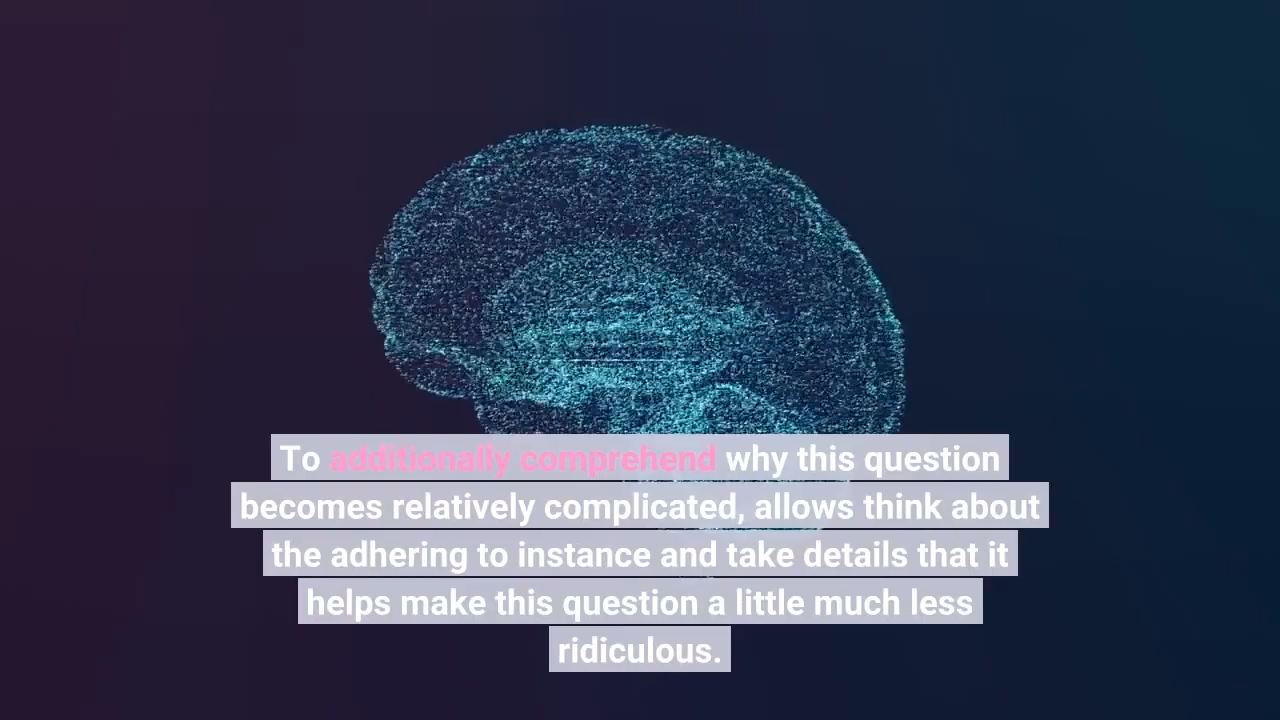 To additionally comprehend why this question
becomes relatively complicated, allows think about
the adhering to instance and take details that it
helps make this question a little much less
ridiculous.